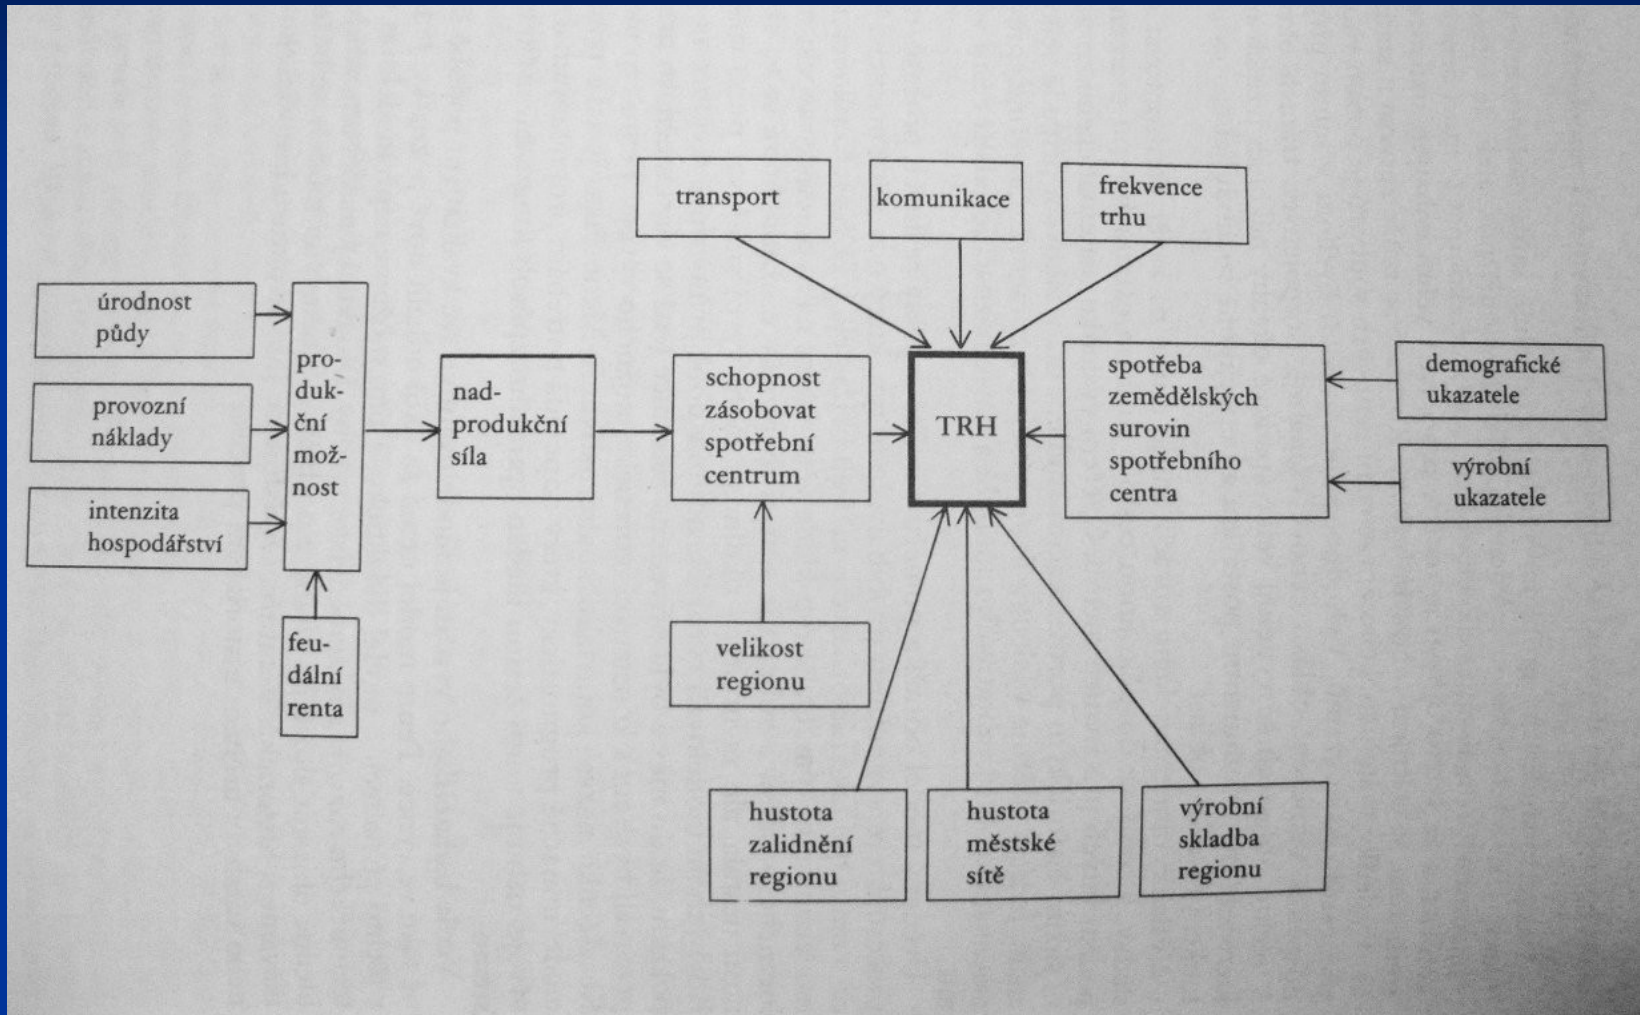 transport
komunikace
frekvence
trhu
úrodnost
půdy
provozní
náklady
intenzita
hospodářství
pro-
duk-
ční
mož-
nost
feu-
dální
renta
nad-
produkční
síla
schopnost
zásobovat
spotřební
centrum
velikost
regionu
TRH
spotřeba
zemědělských
surovin
spotřebního
centra
demografické
ukazatele
výrobní
ukazatele
hustota
zalidnění
regionu
hustota
městské
sítě
výrobní
skladba
regionu